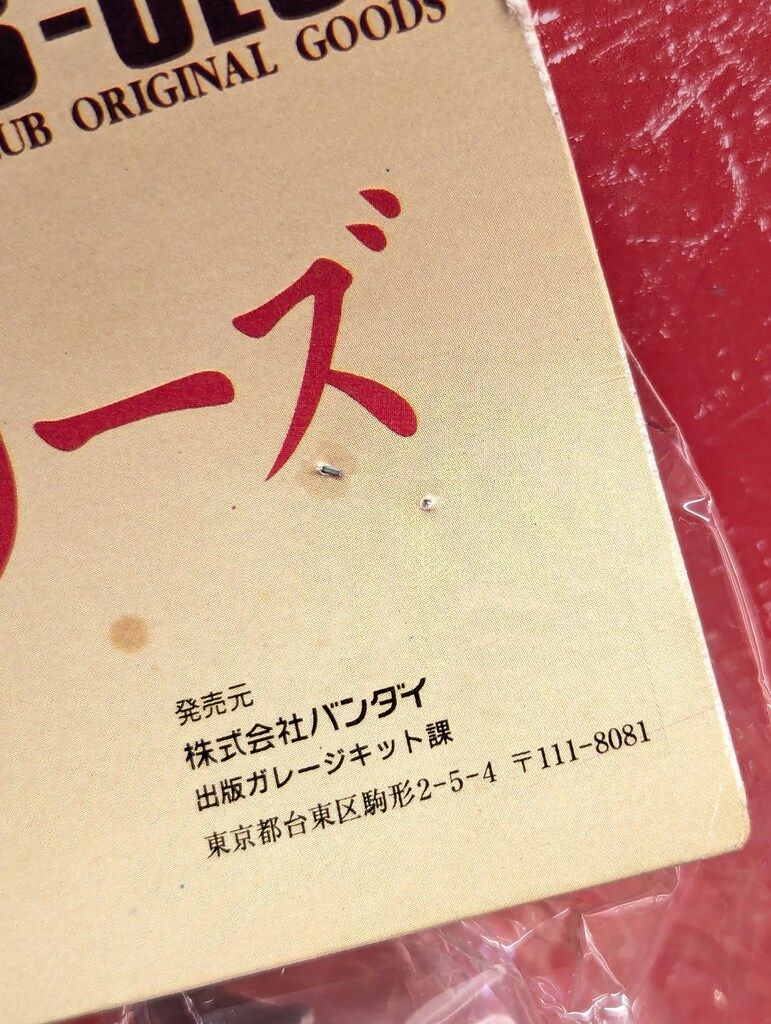 ORIGINAL GOODS
ーズ
発売元
株式会社バンダイ
出版ガレージキット課
東京都台東区駒形2-5-4 〒111-8081